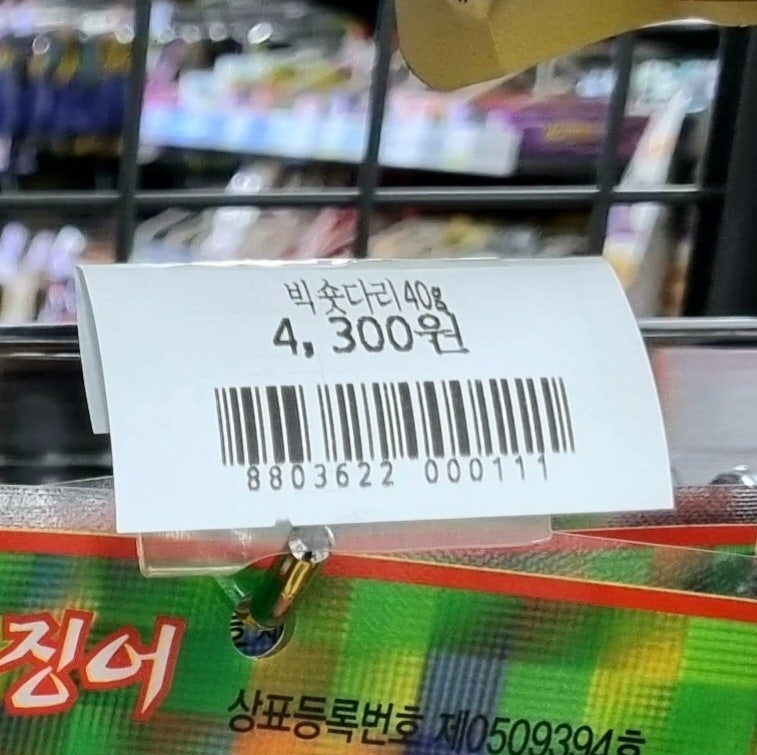 빅숏다리40g
4,300원
8803622 000111
징어
상표등록번호 제0509394호